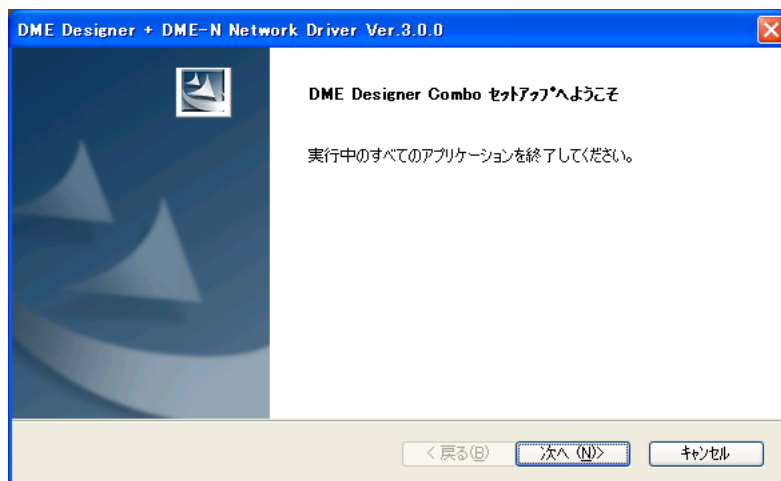 DME Designer + DME-N Network Driver Ver.3.0.0
DME Designer Combo ｾｯﾄｱｯﾌﾟへようこそ
実行中のすべてのアプリケーションを終了してください。
< 戻る(B) 次へ (N)> ｷｬﾝｾﾙ